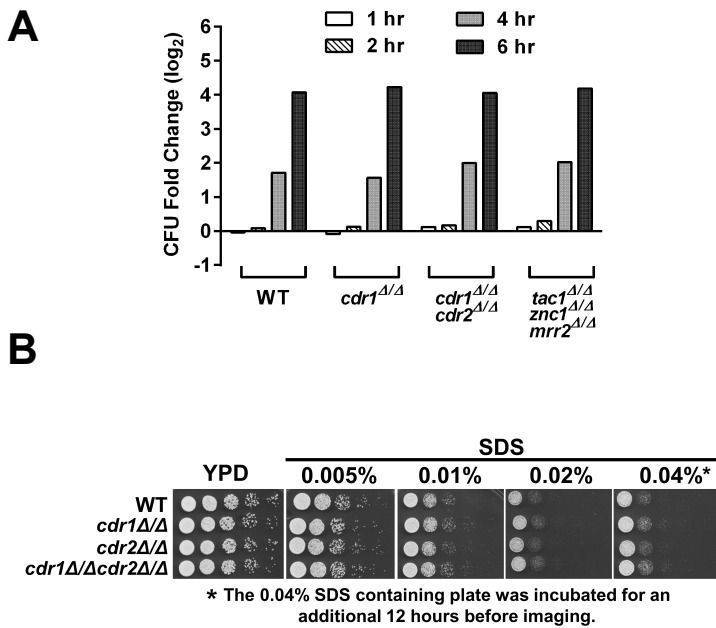 A
CFU Fold Change (log₂)
6
5
4
3
2
1
0
-1
1 hr
2 hr
4 hr
6 hr
WT
cdr1Δ/Δ
cdr1Δ/Δ
cdr2Δ/Δ
tac1Δ/Δ
znc1Δ/Δ
mrr2Δ/Δ
B
SDS
YPD 0.005% 0.01% 0.02% 0.04%*
WT
cdr1Δ/Δ
cdr2Δ/Δ
cdr1Δ/Δcdr2Δ/Δ
* The 0.04% SDS containing plate was incubated for an
additional 12 hours before imaging.